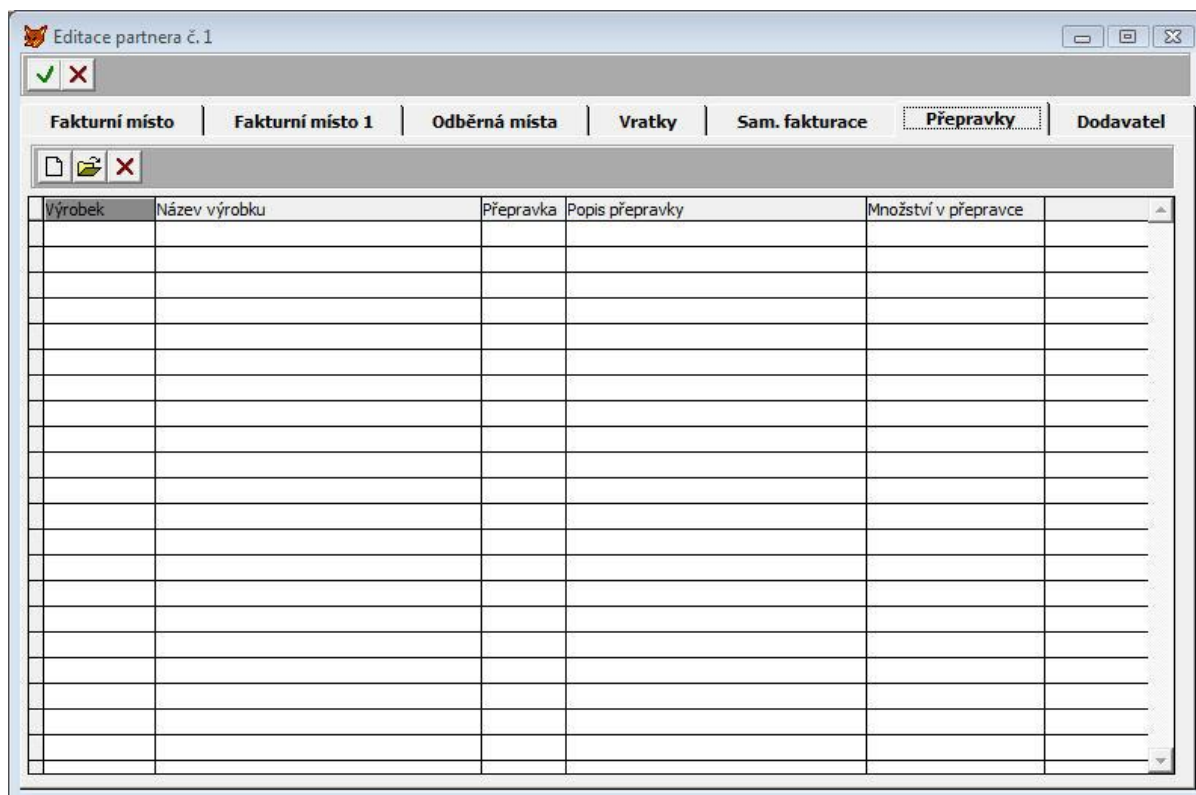 Editace partnera č. 1
Fakturní místo Fakturní místo 1 Odběrná místa Vratky Sam. fakturace Přepravky Dodavatel
Výrobek Název výrobku Přepravka Popis přepravky Množství v přepravce